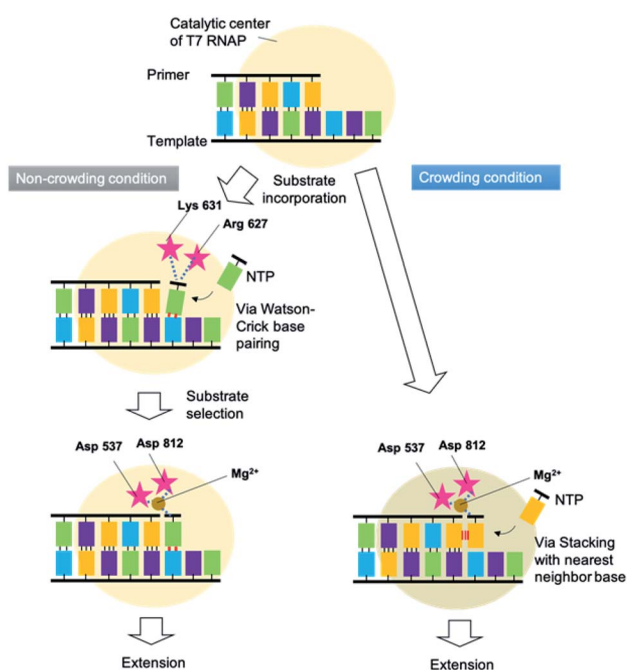 Catalytic center
of T7 RNAP
Primer
Template
Non-crowding condition
Substrate
incorporation
Crowding condition
Lys 631
Arg 627
NTP
Via Watson-
Crick base
pairing
Substrate
selection
Asp 537
Asp 812
Mg²⁺
Asp 537
Asp 812
Mg²⁺
NTP
Via Stacking
with nearest
neighbor base
Extension
Extension